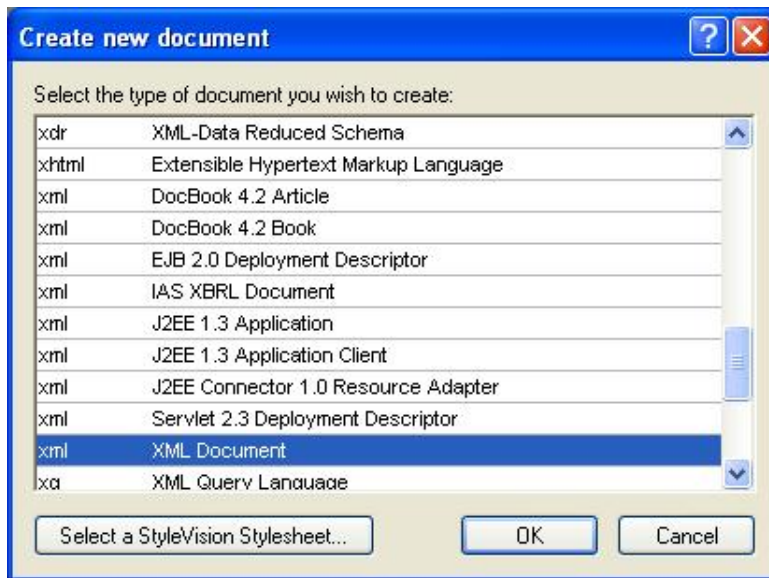 Create new document
Select the type of document you wish to create:
xdr XML-Data Reduced Schema
xhtml Extensible Hypertext Markup Language
xml DocBook 4.2 Article
xml DocBook 4.2 Book
xml EJB 2.0 Deployment Descriptor
xml IAS XBRL Document
xml J2EE 1.3 Application
xml J2EE 1.3 Application Client
xml J2EE Connector 1.0 Resource Adapter
xml Servlet 2.3 Deployment Descriptor
xml XML Document
xq XML Query Language
Select a StyleVision Stylesheet... OK Cancel